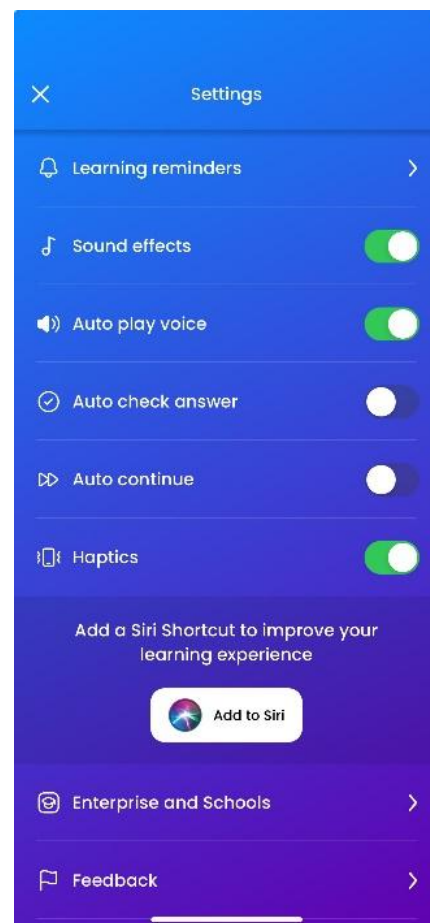 Settings
Learning reminders
Sound effects
Auto play voice
Auto check answer
Auto continue
Haptics
Add a Siri Shortcut to improve your
learning experience
Add to Siri
Enterprise and Schools
Feedback